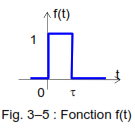 f(t)
1
t
0 τ
Fig. 3–5 : Fonction f(t)